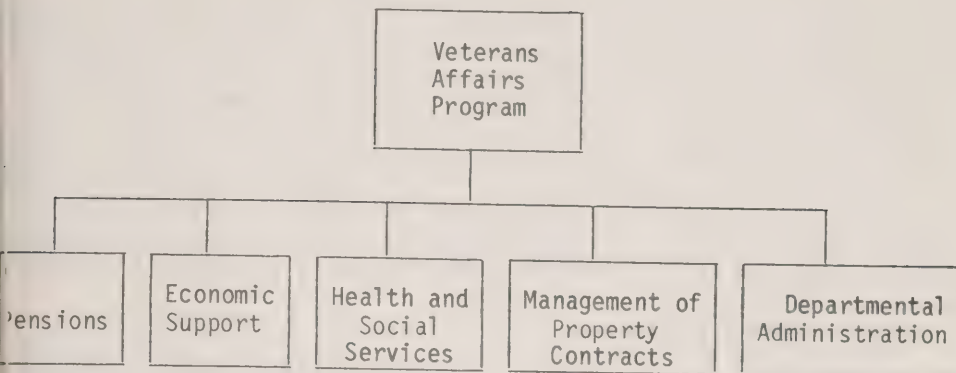 Veterans
Affairs
Program
Pensions
Economic
Support
Health and
Social
Services
Management of
Property
Contracts
Departmental
Administration